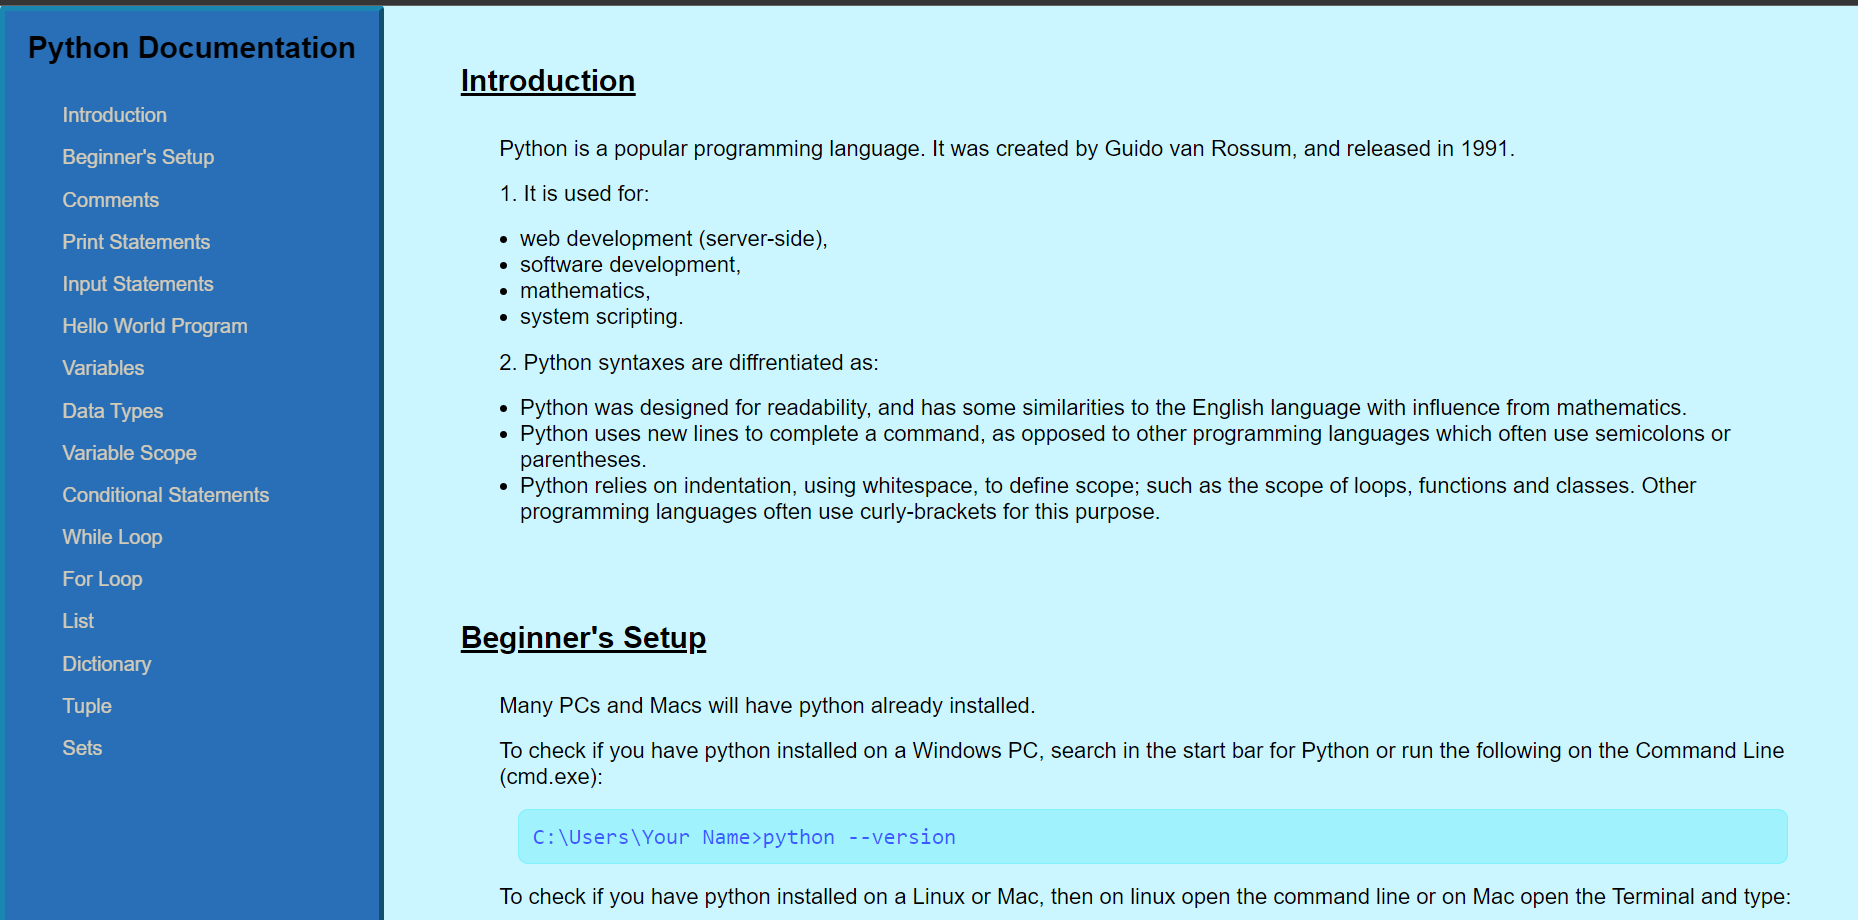 Python Documentation
Introduction
Beginner's Setup
Comments
Print Statements
Input Statements
Hello World Program
Variables
Data Types
Variable Scope
Conditional Statements
While Loop
For Loop
List
Dictionary
Tuple
Sets
Introduction
Python is a popular programming language. It was created by Guido van Rossum, and released in 1991.
1. It is used for:
• web development (server-side),
• software development,
• mathematics,
• system scripting.
2. Python syntaxes are diffrentiated as:
• Python was designed for readability, and has some similarities to the English language with influence from mathematics.
• Python uses new lines to complete a command, as opposed to other programming languages which often use semicolons or
parentheses.
• Python relies on indentation, using whitespace, to define scope; such as the scope of loops, functions and classes. Other
programming languages often use curly-brackets for this purpose.
Beginner's Setup
Many PCs and Macs will have python already installed.
To check if you have python installed on a Windows PC, search in the start bar for Python or run the following on the Command Line
(cmd.exe):
C:\Users\Your Name>python --version
To check if you have python installed on a Linux or Mac, then on linux open the command line or on Mac open the Terminal and type: